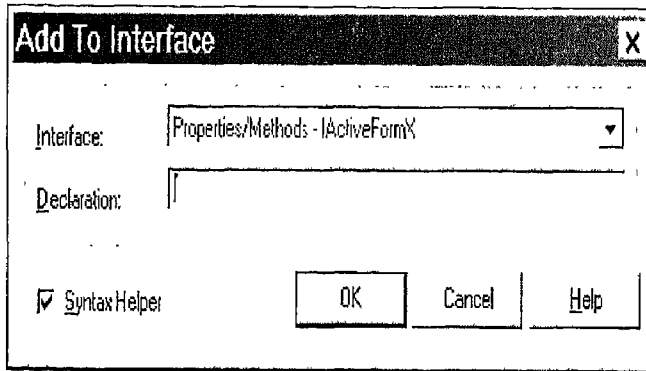 Add To Interface X
Interface: Properties/Methods - IActiveFormX
Declaration:
Syntax Helper OK Cancel Help